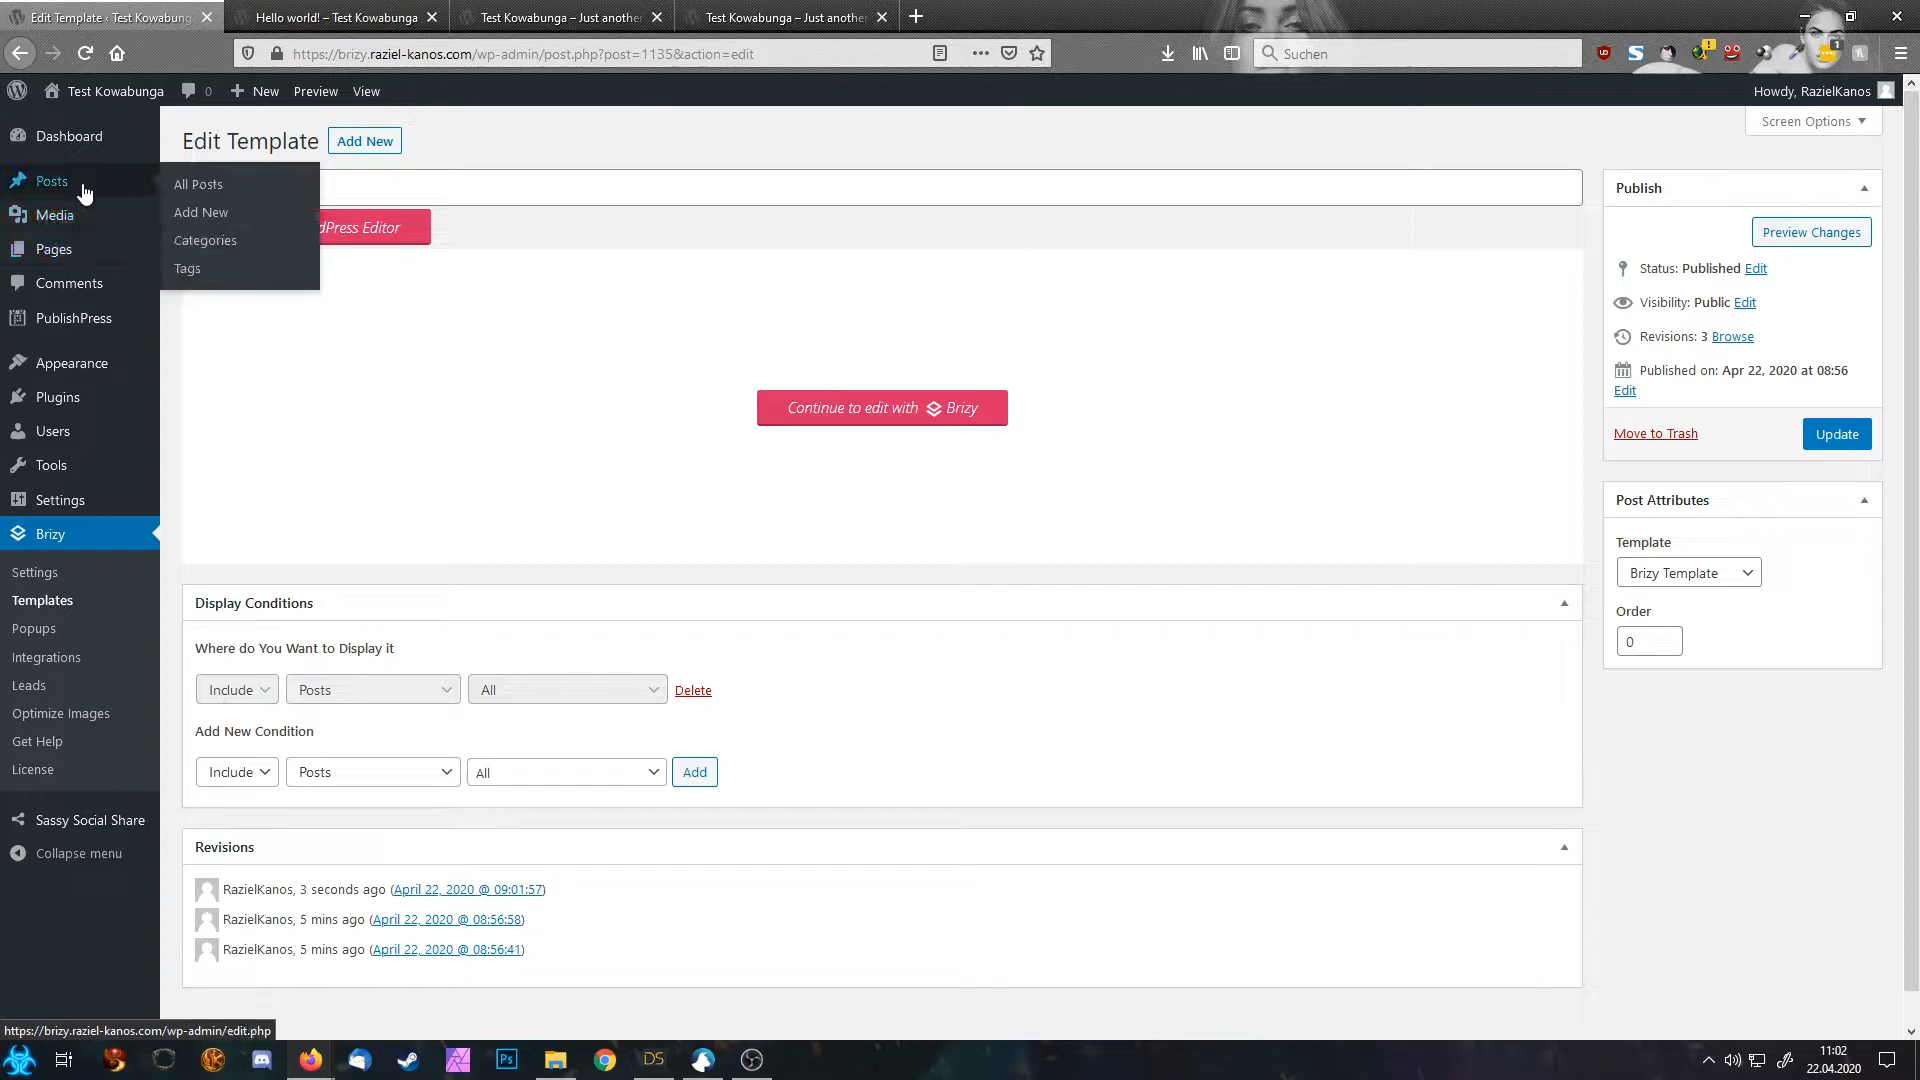 Edit Template ‹ Test Kowabunga
Hello world! – Test Kowabunga
Test Kowabunga – Just another
Test Kowabunga – Just another
https://brizy.raziel-kanos.com/wp-admin/post.php?post=1135&action=edit
Suchen
Test Kowabunga
0
New
Preview
View
Howdy, RazielKanos
Screen Options
Edit Template
Add New
Dashboard
Posts
Media
Pages
Comments
PublishPress
Appearance
Plugins
Users
Tools
Settings
Brizy
Settings
Templates
Popups
Integrations
Leads
Optimize Images
Get Help
License
Sassy Social Share
Collapse menu
All Posts
Add New
Categories
Tags
dPress Editor
Continue to edit with Brizy
Display Conditions
Where do You Want to Display it
Include Posts All Delete
Add New Condition
Include Posts All Add
Revisions
RazielKanos, 3 seconds ago (April 22, 2020 @ 09:01:57)
RazielKanos, 5 mins ago (April 22, 2020 @ 08:56:58)
RazielKanos, 5 mins ago (April 22, 2020 @ 08:56:41)
Publish
Preview Changes
Status: Published Edit
Visibility: Public Edit
Revisions: 3 Browse
Published on: Apr 22, 2020 at 08:56
Edit
Move to Trash
Update
Post Attributes
Template
Brizy Template
Order
0
https://brizy.raziel-kanos.com/wp-admin/edit.php
Ps
DS
11:02
22.04.2020